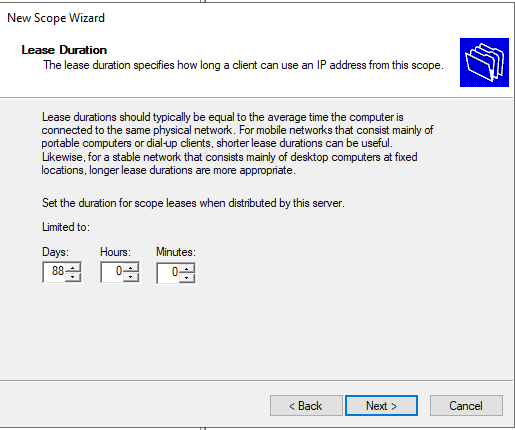 New Scope Wizard
Lease Duration
The lease duration specifies how long a client can use an IP address from this scope.
Lease durations should typically be equal to the average time the computer is
connected to the same physical network. For mobile networks that consist mainly of
portable computers or dial-up clients, shorter lease durations can be useful.
Likewise, for a stable network that consists mainly of desktop computers at fixed
locations, longer lease durations are more appropriate.
Set the duration for scope leases when distributed by this server.
Limited to:
Days: Hours: Minutes:
88 0 0
< Back Next > Cancel